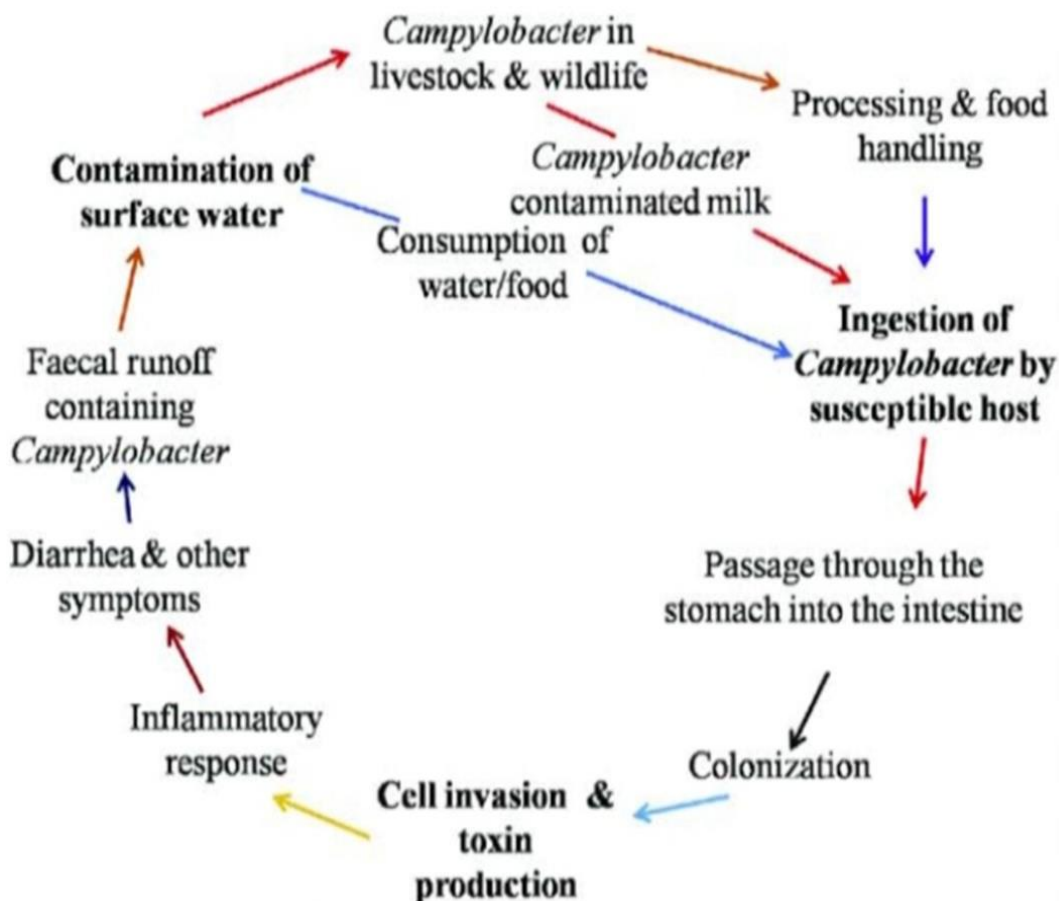 Campylobacter in
livestock & wildlife
Processing & food
handling
Campylobacter
contaminated milk
Contamination of
surface water
Consumption of
water/food
Ingestion of
Campylobacter by
susceptible host
Faecal runoff
containing
Campylobacter
Passage through the
stomach into the intestine
Diarrhea & other
symptoms
Inflammatory
response
Colonization
Cell invasion &
toxin
production